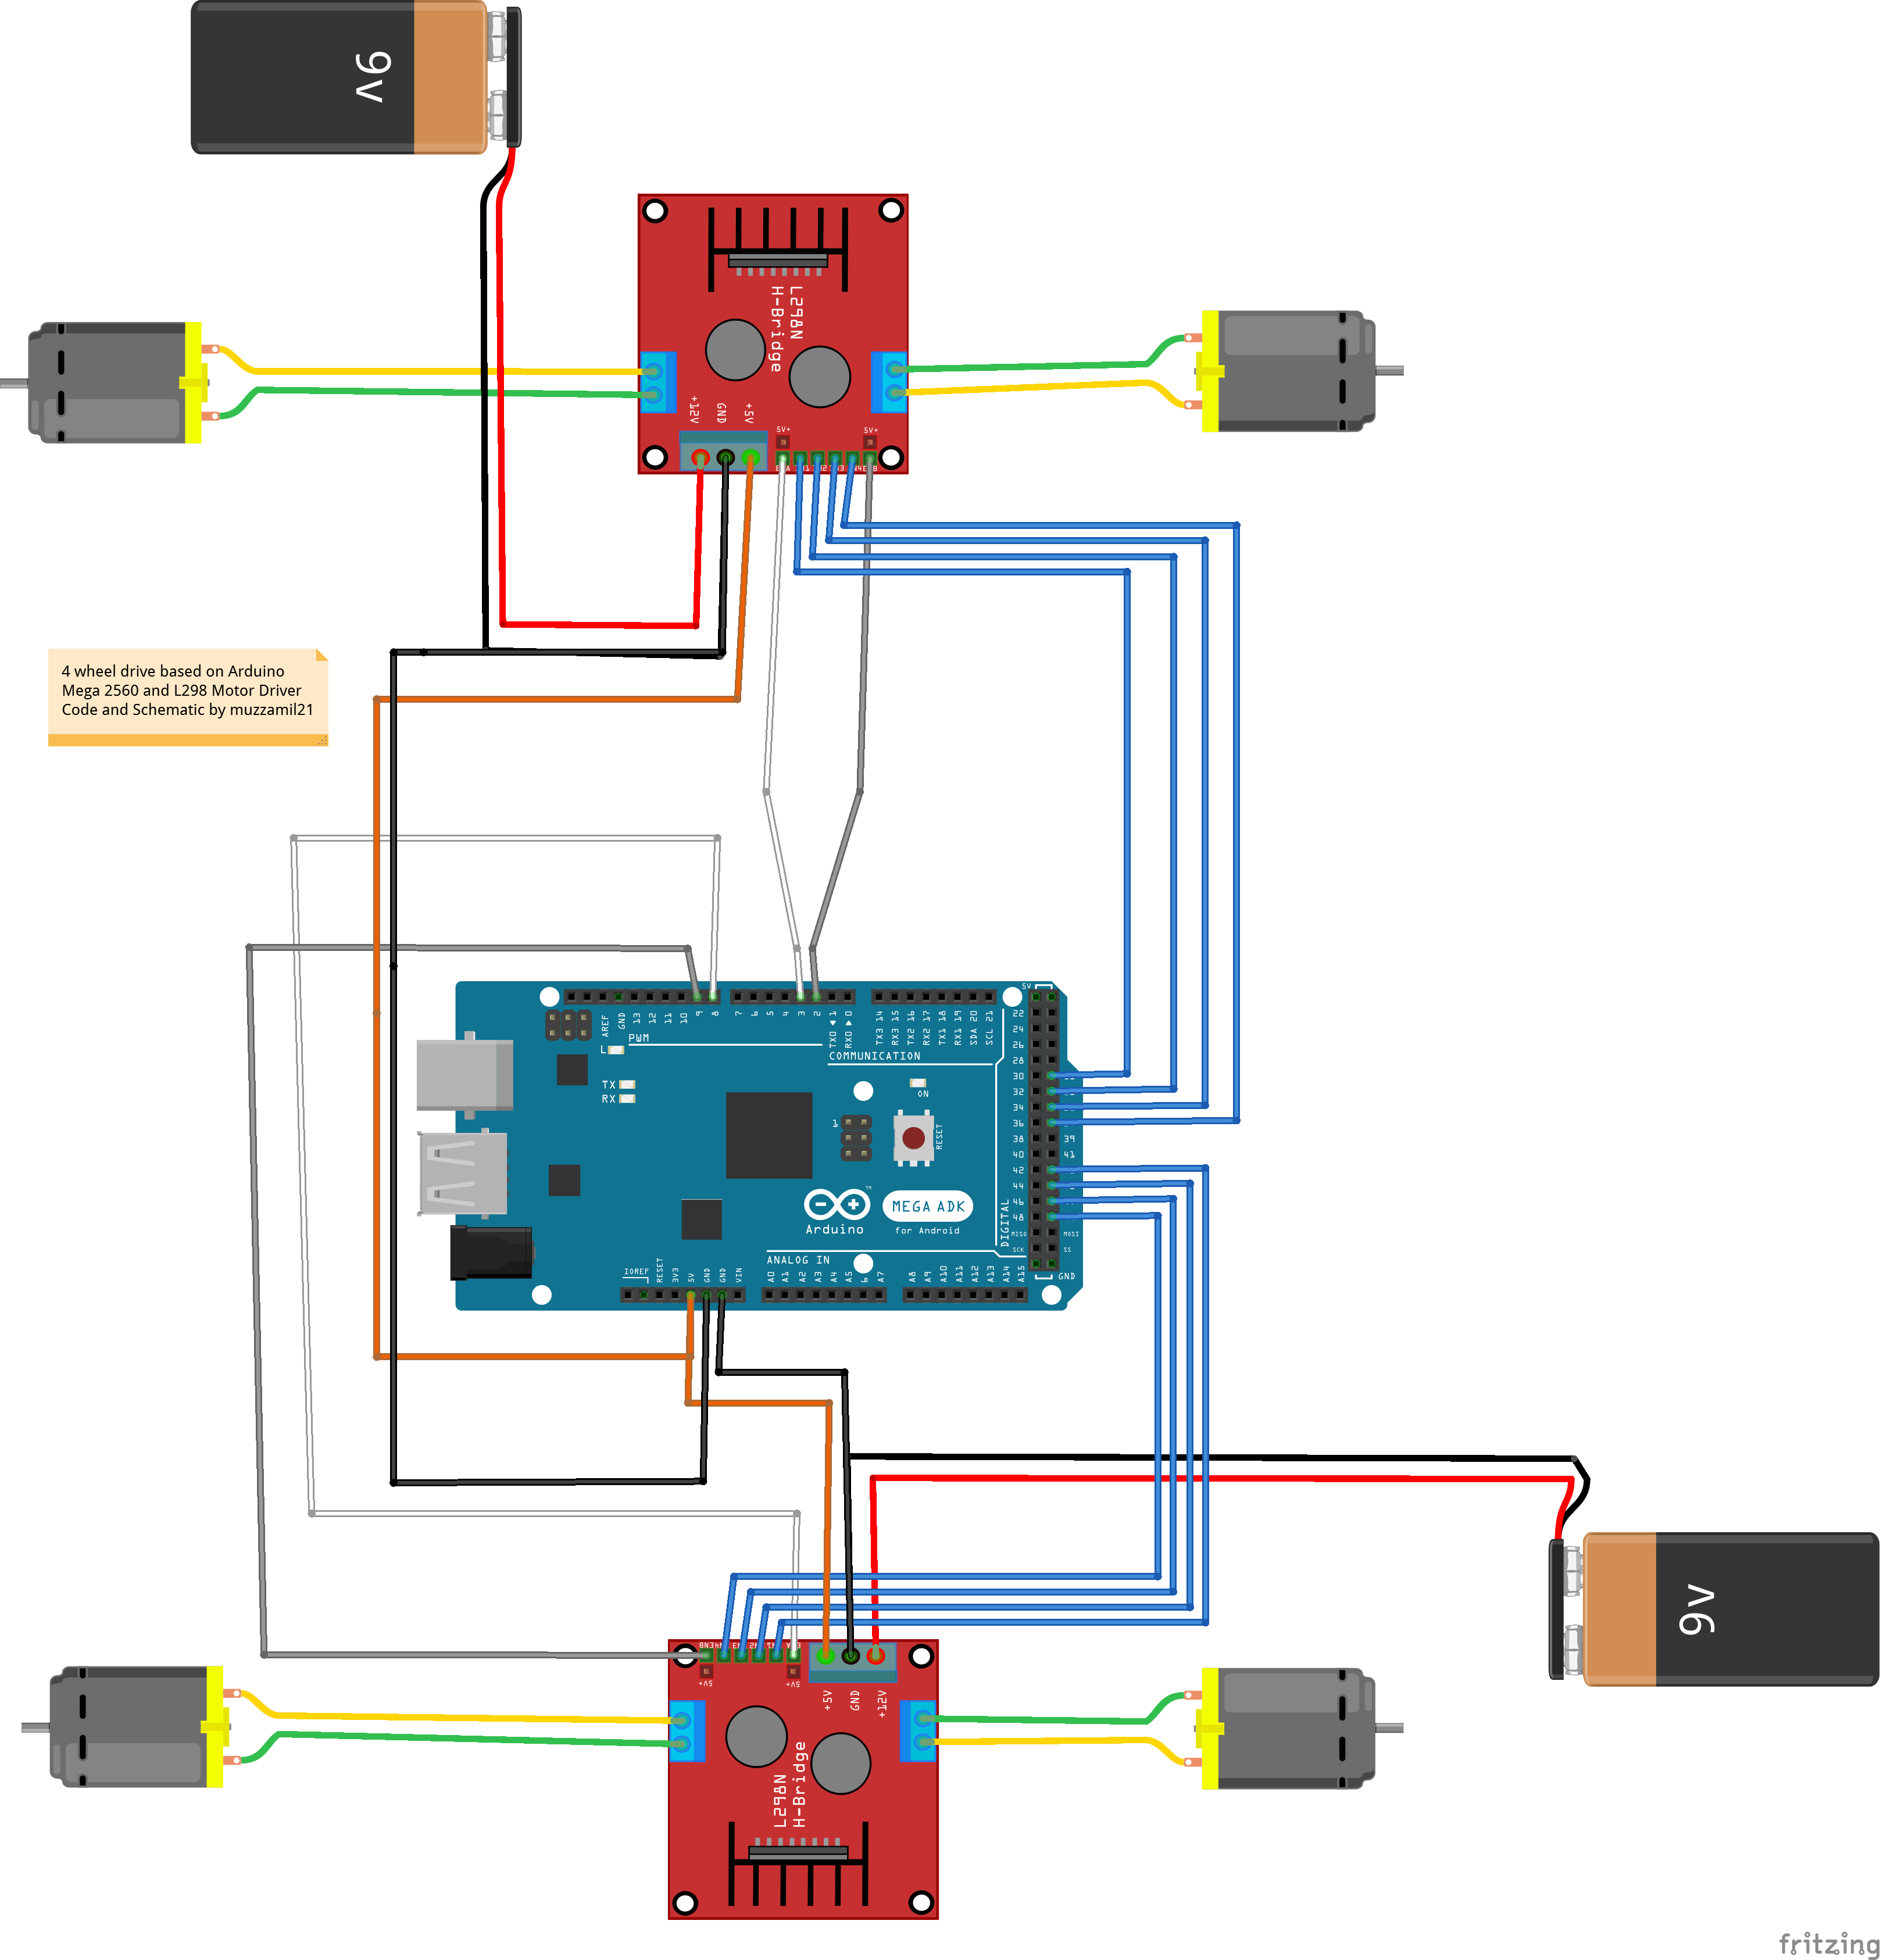 9v
L298N
H-Bridge
+12V
GND
+5V
5V+
5V+
4 wheel drive based on Arduino
Mega 2560 and L298 Motor Driver
Code and Schematic by muzzamil21
AREF
GND
13
12
11
10
9
8
7
6
5
4
3
2
TX0 1
RX0 0
TX3 14
RX3 15
TX2 16
RX2 17
TX1 18
RX1 19
SDA 20
SCL 21
5V
PWM
L
COMMUNICATION
TX
RX
ON
1
RESET
22
24
26
28
30
32
34
36
38 39
40 41
42
44
46
48
MISO MOSI
SCK SS
GND
DIGITAL
Arduino
™
MEGA ADK
for Android
ANALOG IN
IOREF
RESET
3V3
5V
GND
GND
VIN
A0
A1
A2
A3
A4
A5
6
A7
A8
A9
A10
A11
A12
A13
A14
A15
9v
5V+
5V+
+5V
GND
+12V
L298N
H-Bridge
fritzing